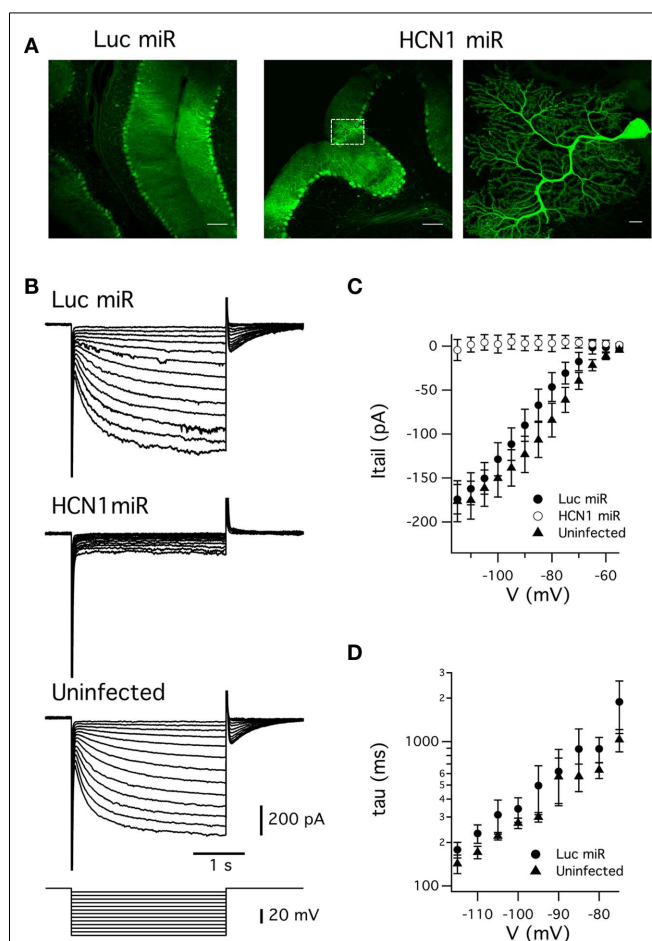 A
Luc miR
HCN1 miR
B
Luc miR
HCN1miR
Uninfected
200 pA
1 s
20 mV
C
0
-50
-100
-150
-200
Itail (pA)
Luc miR
HCN1 miR
Uninfected
-100
-80
-60
V (mV)
D
3
2
1000
6
5
4
3
2
100
tau (ms)
Luc miR
Uninfected
-110
-100
-90
-80
V (mV)